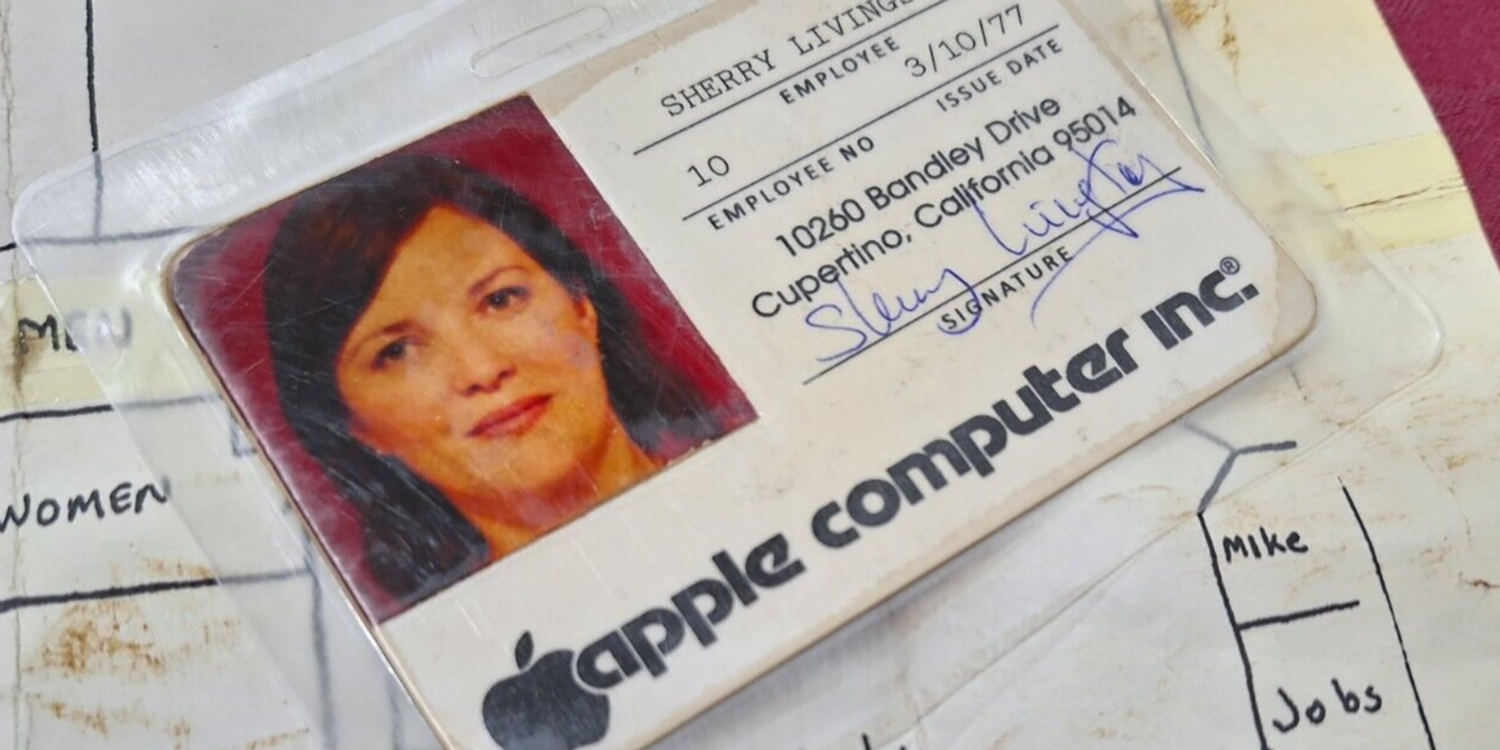 SHERRY
EMPLOYEE
3/10/77
ISSUE DATE
10
EMPLOYEE NO
10260 Bandley Drive
Cupertino, California 95014
Sherry
SIGNATURE
apple computer inc.®
MEN
WOMEN
Mike
Jobs